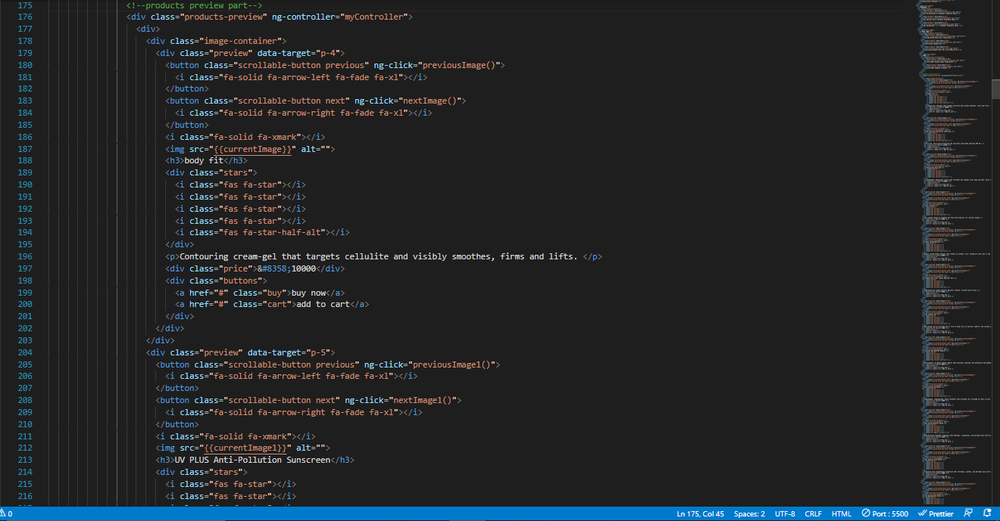 175 <!--products preview part-->
176 <div class="products-preview" ng-controller="myController">
177 <div>
178 <div class="image-container">
179 <div class="preview" data-target="p-4">
180 <button class="scrollable-button previous" ng-click="previousImage()">
181 <i class="fa-solid fa-arrow-left fa-fade fa-xl"></i>
182 </button>
183 <button class="scrollable-button next" ng-click="nextImage()">
184 <i class="fa-solid fa-arrow-right fa-fade fa-xl"></i>
185 </button>
186 <i class="fa-solid fa-xmark"></i>
187 <img src="{{currentImage}}" alt="">
188 <h3>body fit</h3>
189 <div class="stars">
190 <i class="fas fa-star"></i>
191 <i class="fas fa-star"></i>
192 <i class="fas fa-star"></i>
193 <i class="fas fa-star"></i>
194 <i class="fas fa-star-half-alt"></i>
195 </div>
196 <p>Contouring cream-gel that targets cellulite and visibly smoothes, firms and lifts. </p>
197 <div class="price">&#8358;10000</div>
198 <div class="buttons">
199 <a href="#" class="buy">buy now</a>
200 <a href="#" class="cart">add to cart</a>
201 </div>
202 </div>
203 </div>
204 <div class="preview" data-target="p-5">
205 <button class="scrollable-button previous" ng-click="previousImage1()">
206 <i class="fa-solid fa-arrow-left fa-fade fa-xl"></i>
207 </button>
208 <button class="scrollable-button next" ng-click="nextImage1()">
209 <i class="fa-solid fa-arrow-right fa-fade fa-xl"></i>
210 </button>
211 <i class="fa-solid fa-xmark"></i>
212 <img src="{{currentImage1}}" alt="">
213 <h3>UV PLUS Anti-Pollution Sunscreen</h3>
214 <div class="stars">
215 <i class="fas fa-star"></i>
216 <i class="fas fa-star"></i>
0 Ln 175, Col 45 Spaces: 2 UTF-8 CRLF HTML Port : 5500 Prettier